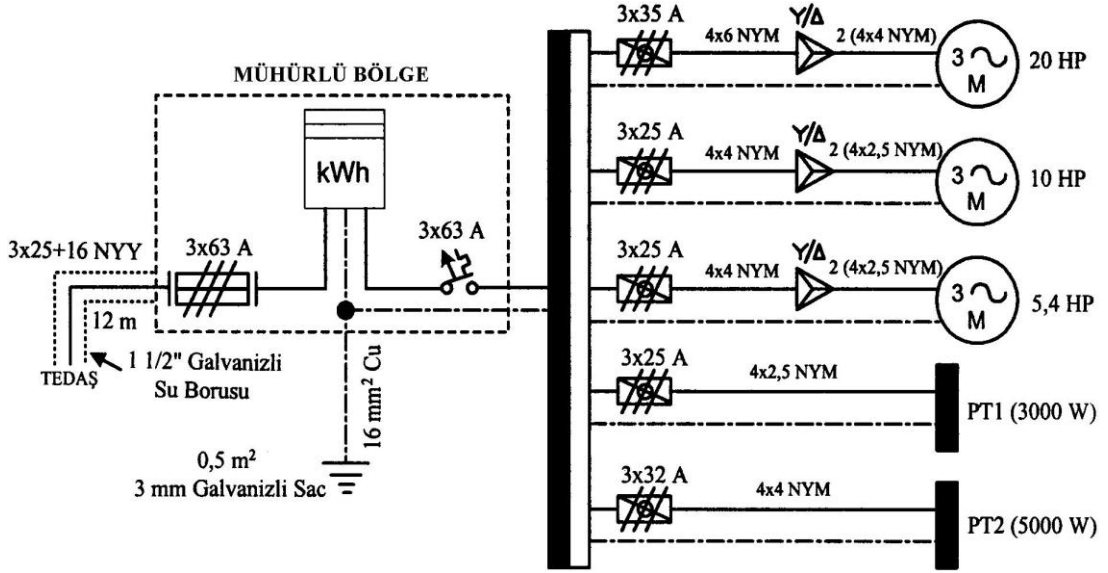 MÜHÜRLÜ BÖLGE
kWh
3x25+16 NYY
3x63 A
3x63 A
12 m
TEDAŞ
1 1/2" Galvanizli
Su Borusu
16 mm² Cu
0,5 m²
3 mm Galvanizli Sac
3x35 A
4x6 NYM
Y/Δ
2 (4x4 NYM)
3
M
20 HP
3x25 A
4x4 NYM
Y/Δ
2 (4x2,5 NYM)
3
M
10 HP
3x25 A
4x4 NYM
Y/Δ
2 (4x2,5 NYM)
3
M
5,4 HP
3x25 A
4x2,5 NYM
PT1 (3000 W)
3x32 A
4x4 NYM
PT2 (5000 W)